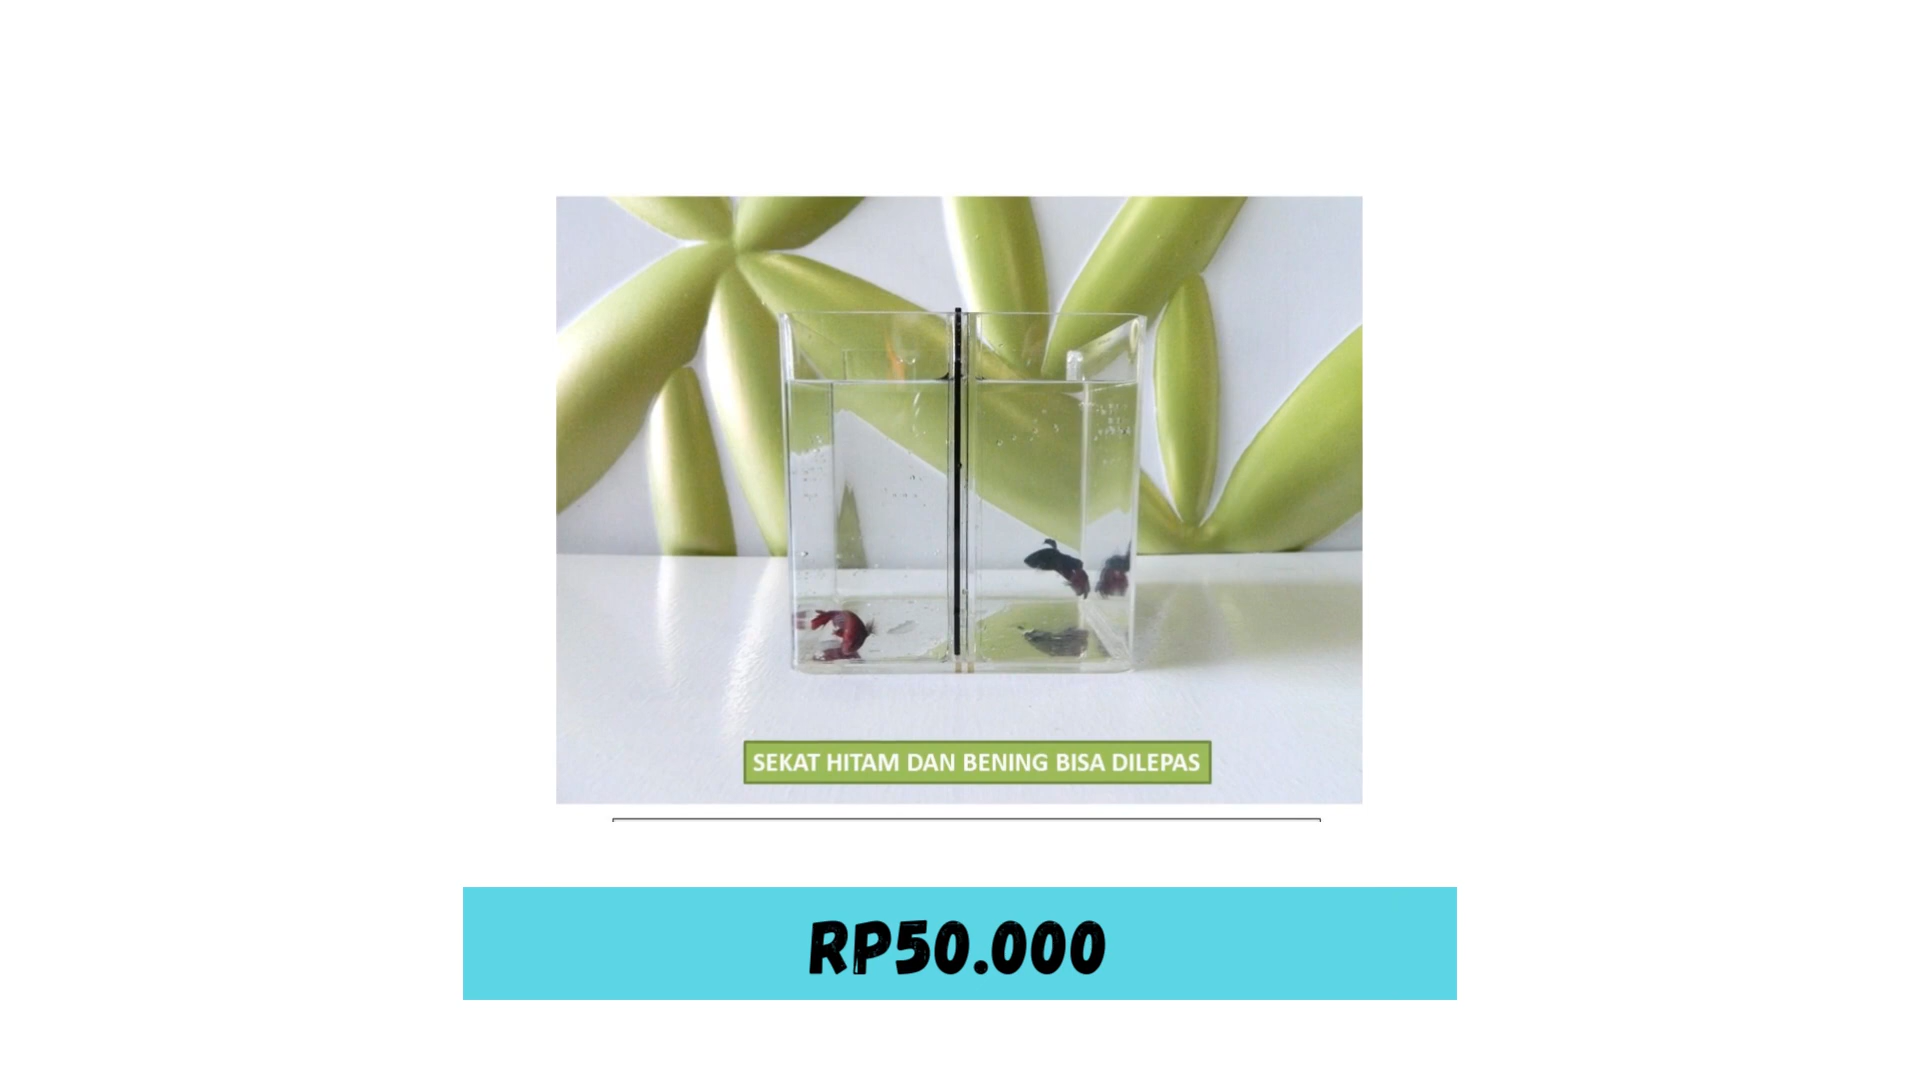 SEKAT HITAM DAN BENING BISA DILEPAS
RP50.000